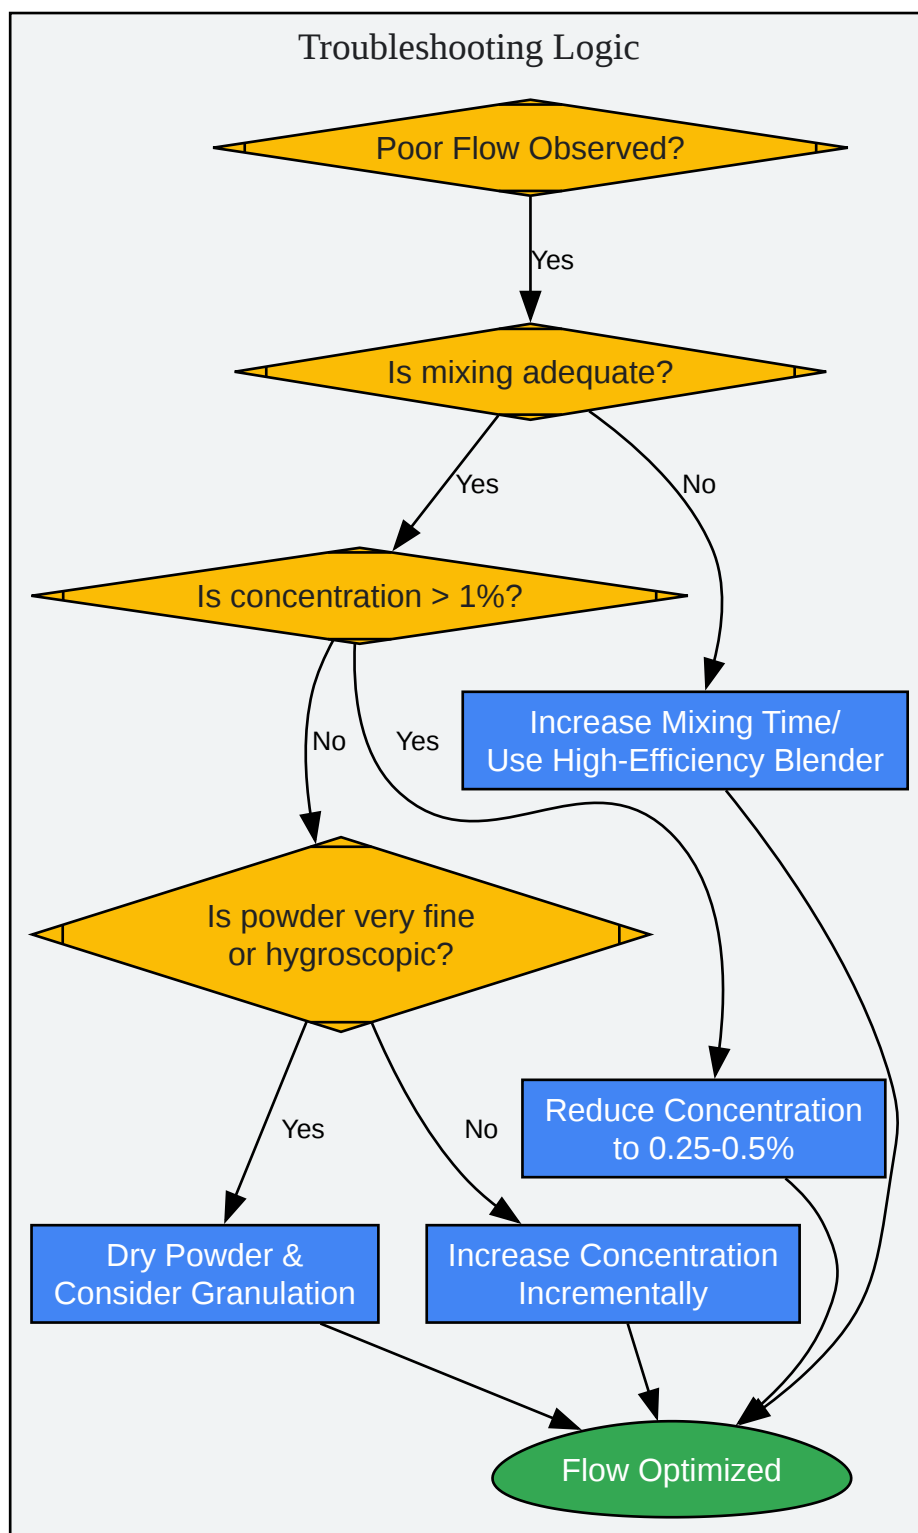 Troubleshooting Logic
Poor Flow Observed?
Yes
Is mixing adequate?
Yes
No
Is concentration > 1%?
Increase Mixing Time/
Use High-Efficiency Blender
No
Yes
Is powder very fine
or hygroscopic?
Reduce Concentration
to 0.25-0.5%
Yes
No
Dry Powder &
Consider Granulation
Increase Concentration
Incrementally
Flow Optimized